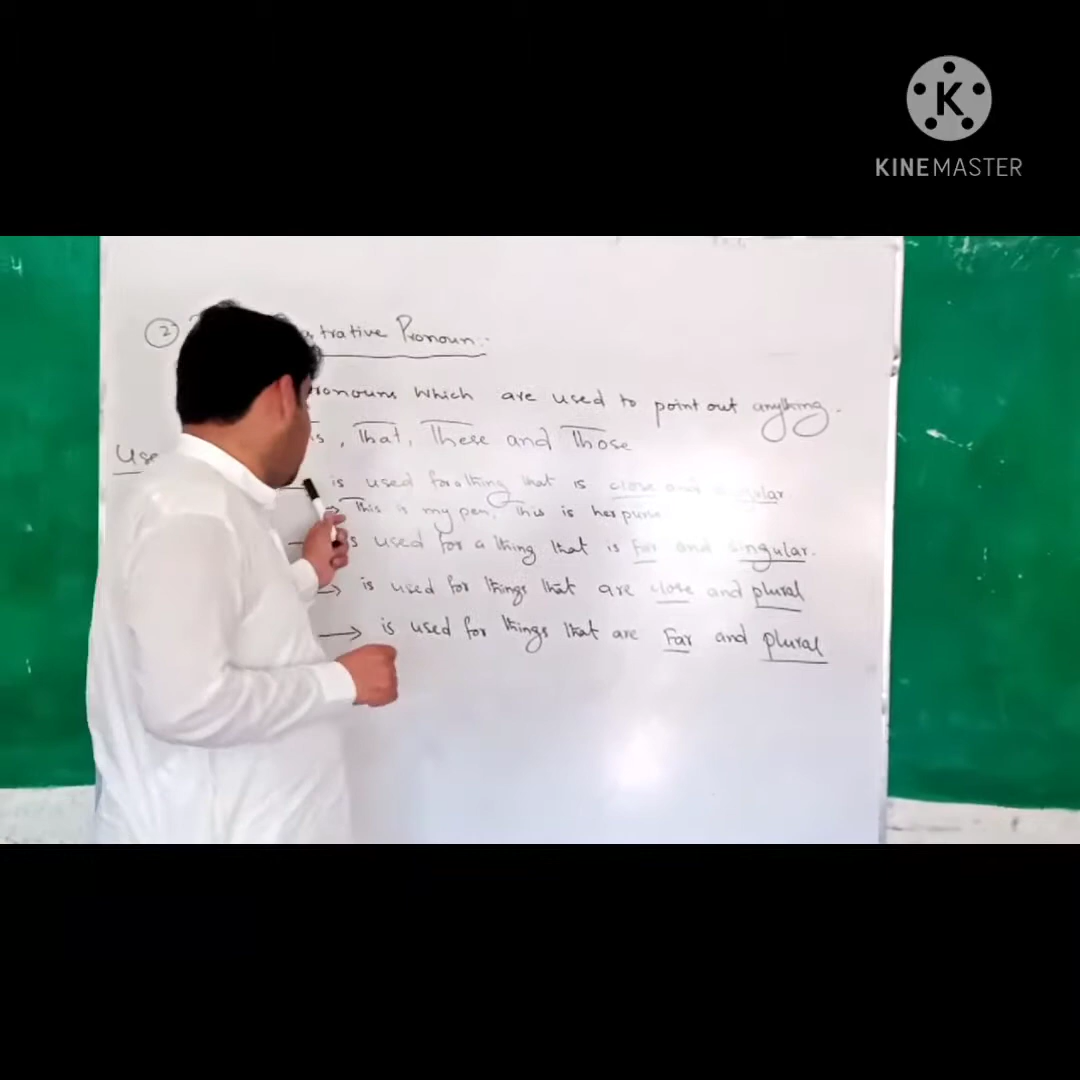 KINEMASTER
② trative Pronoun:-
ronouns which are used to point out anything.
is, That, These and Those
Use
is used for a thing that is close and singular
→ This is my pen. This is her purse
is used for a thing that is far and singular.
→ is used for things that are close and plural
→ is used for things that are Far and plural